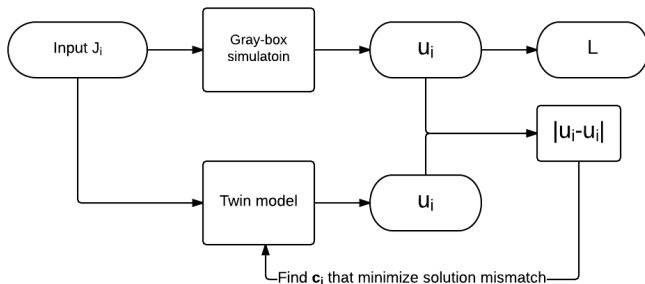 Input Jᵢ
Gray-box
simulatoin
uᵢ
L
|uᵢ-uᵢ|
Twin model
uᵢ
Find cᵢ that minimize solution mismatch